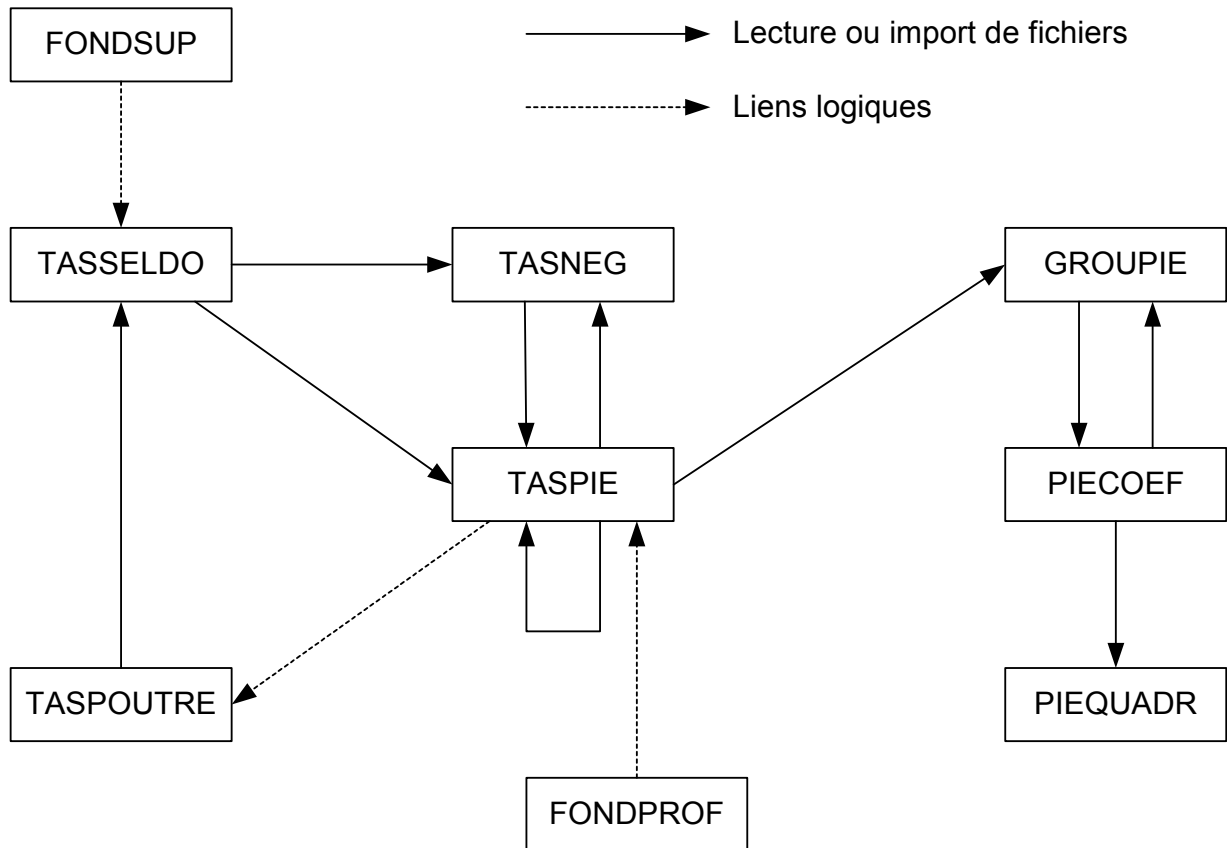 FONDSUP
Lecture ou import de fichiers
Liens logiques
TASSELDO
TASNEG
GROUPIE
TASPIE
PIECOEF
TASPOUTRE
PIEQUADR
FONDPROF